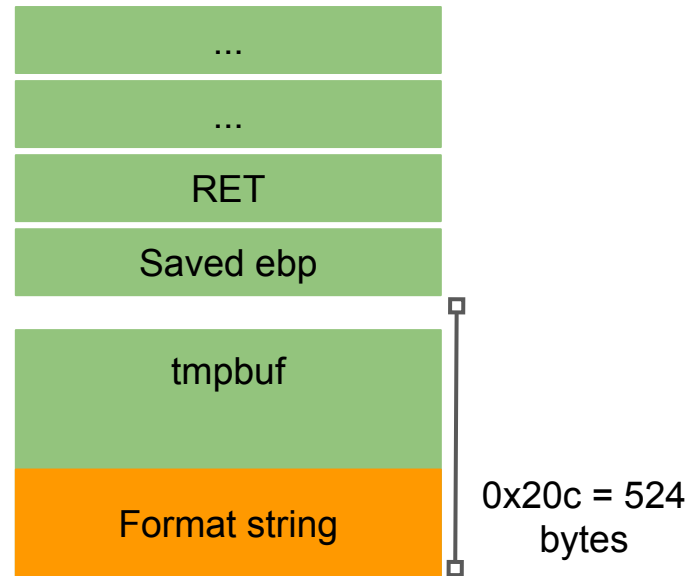 ...
...
RET
Saved ebp
tmpbuf
Format string
0x20c = 524
bytes